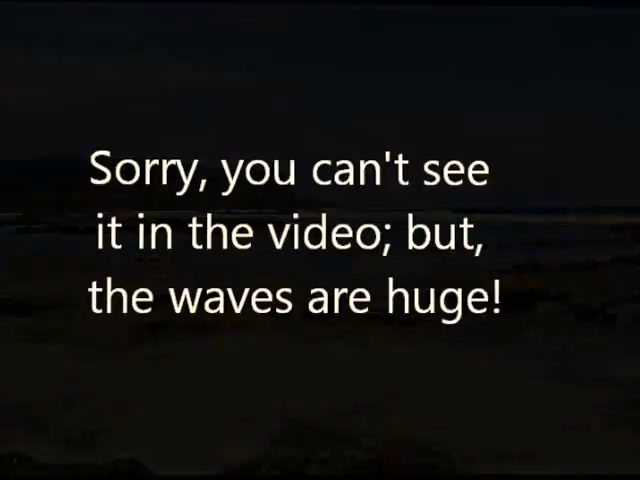 Sorry, you can't see
it in the video; but,
the waves are huge!